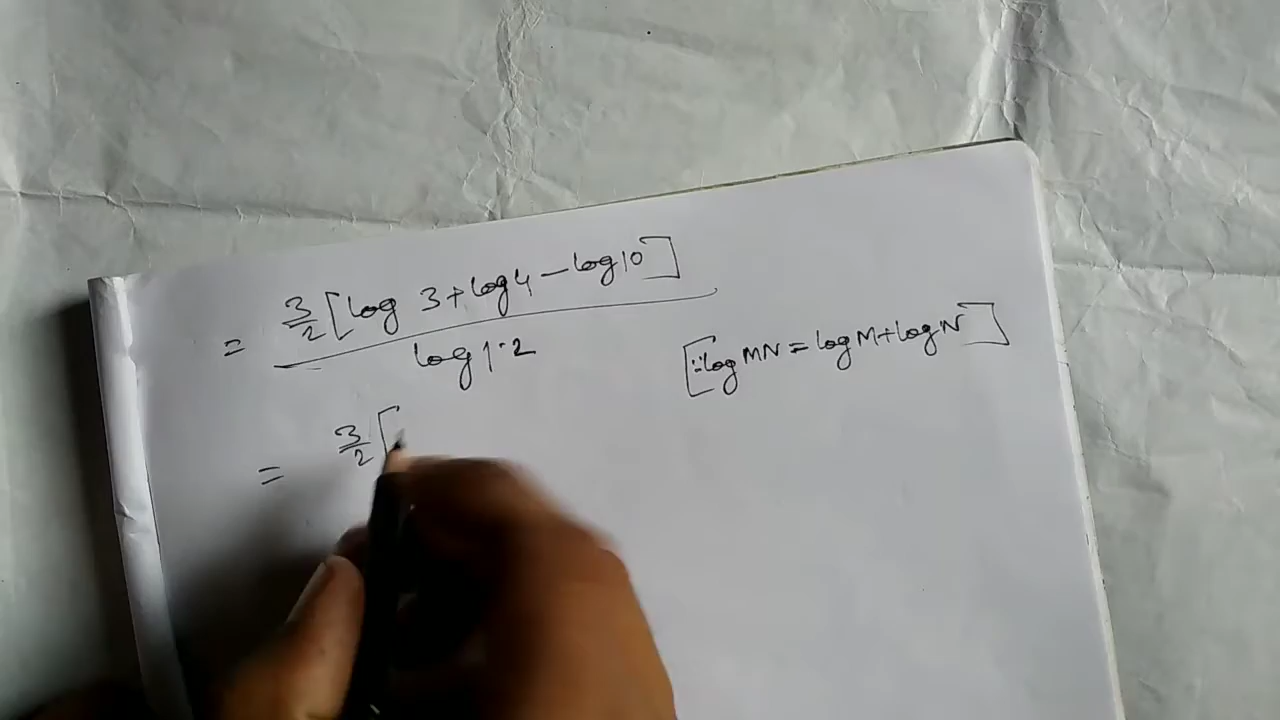 = 3/2 [log 3 + log 4 - log 10] / log 1.2
[∵ log MN = log M + log N]
= 3/2 [